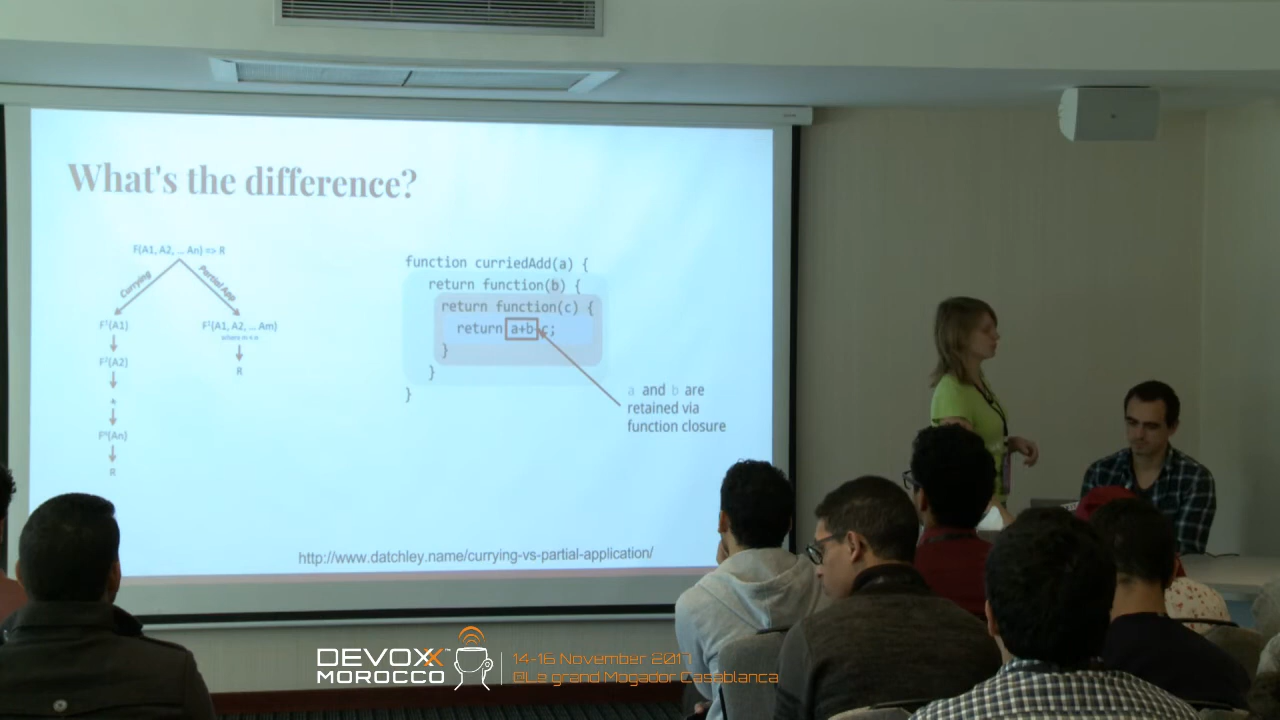 What's the difference?
F(A1, A2, ... An) => R
Currying
Partial App
F¹(A1)
F¹(A1, A2, ... Am)
F²(A2)
R
Fⁿ(An)
R
function curriedAdd(a) {
return function(b) {
return function(c) {
return a+b+c;
}
}
}
a and b are
retained via
function closure
http://www.datchley.name/currying-vs-partial-application/
DEVOXX™
MOROCCO
14-16 November 2017
@Le grand Mogador Casablanca